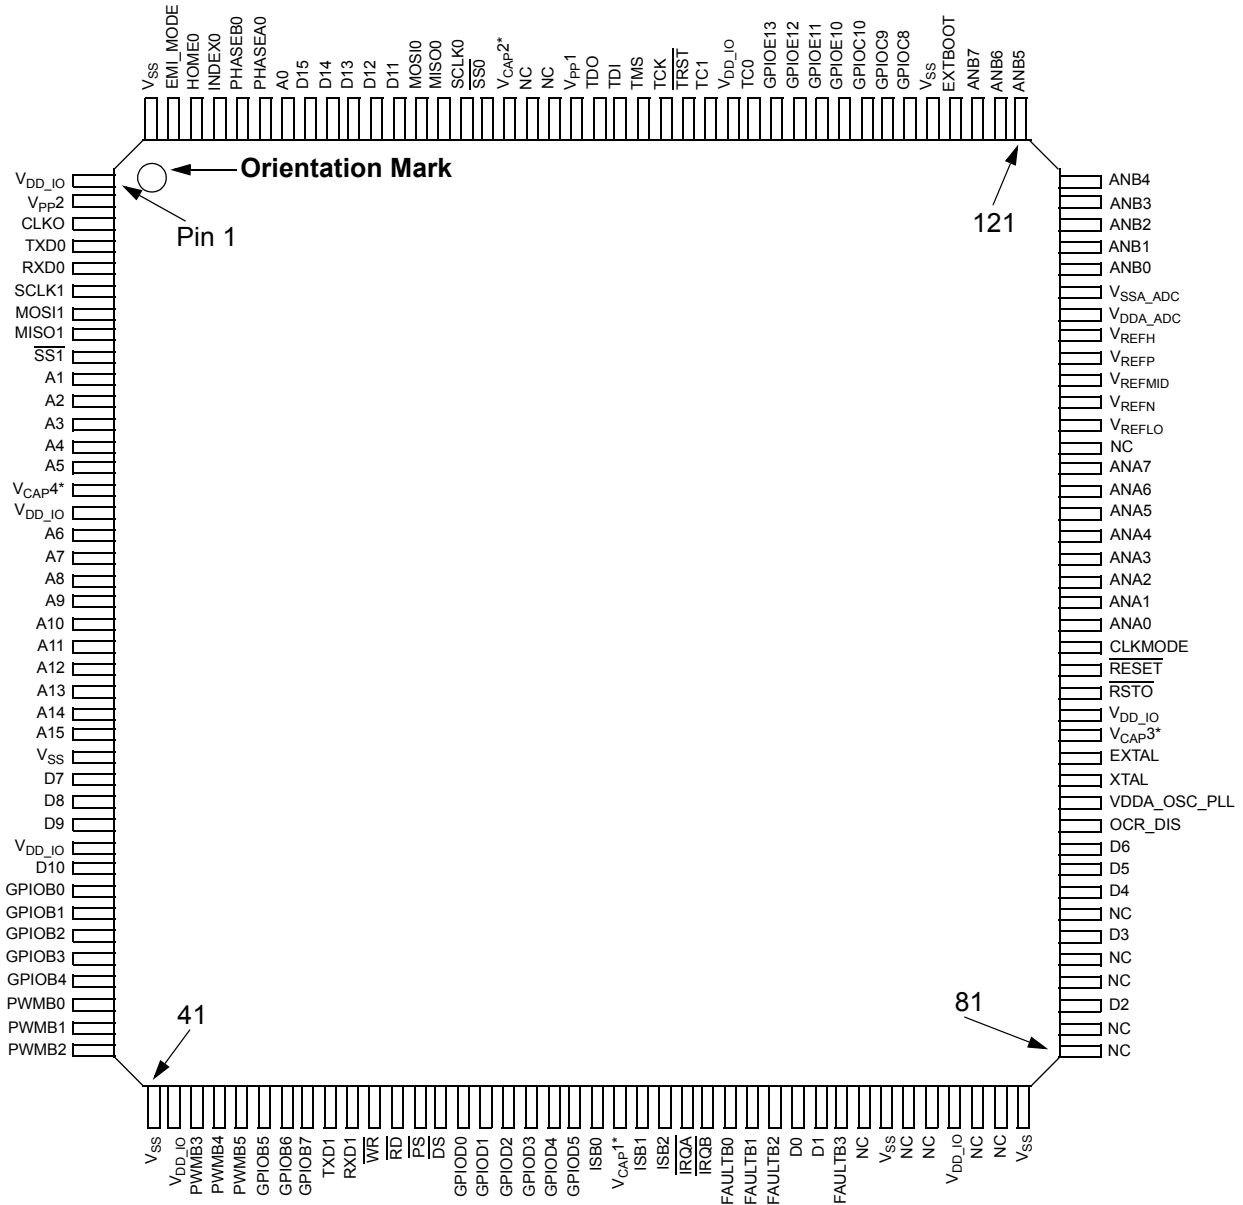 VSS
EMI_MODE
HOME0
INDEX0
PHASEB0
PHASEA0
A0
D15
D14
D13
D12
D11
MOSI0
MISO0
SCLK0
SS0
VCAP2*
NC
NC
VPP1
TDO
TDI
TMS
TCK
TRST
TC1
VDD_IO
TC0
GPIOE13
GPIOE12
GPIOE11
GPIOE10
GPIOC10
GPIOC9
GPIOC8
VSS
EXTBOOT
ANB7
ANB6
ANB5
Orientation Mark
Pin 1
121
VDD_IO
VPP2
CLKO
TXD0
RXD0
SCLK1
MOSI1
MISO1
SS1
A1
A2
A3
A4
A5
VCAP4*
VDD_IO
A6
A7
A8
A9
A10
A11
A12
A13
A14
A15
VSS
D7
D8
D9
VDD_IO
D10
GPIOB0
GPIOB1
GPIOB2
GPIOB3
GPIOB4
PWMB0
PWMB1
PWMB2
ANB4
ANB3
ANB2
ANB1
ANB0
VSSA_ADC
VDDA_ADC
VREFH
VREFP
VREFMID
VREFN
VREFLO
NC
ANA7
ANA6
ANA5
ANA4
ANA3
ANA2
ANA1
ANA0
CLKMODE
RESET
RSTO
VDD_IO
VCAP3*
EXTAL
XTAL
VDDA_OSC_PLL
OCR_DIS
D6
D5
D4
NC
D3
NC
NC
D2
NC
NC
41
81
VSS
VDD_IO
PWMB3
PWMB4
PWMB5
GPIOB5
GPIOB6
GPIOB7
TXD1
RXD1
WR
RD
PS
DS
GPIOD0
GPIOD1
GPIOD2
GPIOD3
GPIOD4
GPIOD5
ISB0
VCAP1*
ISB1
ISB2
IRQA
IRQB
FAULTB0
FAULTB1
FAULTB2
D0
D1
FAULTB3
NC
VSS
NC
NC
VDD_IO
NC
NC
VSS